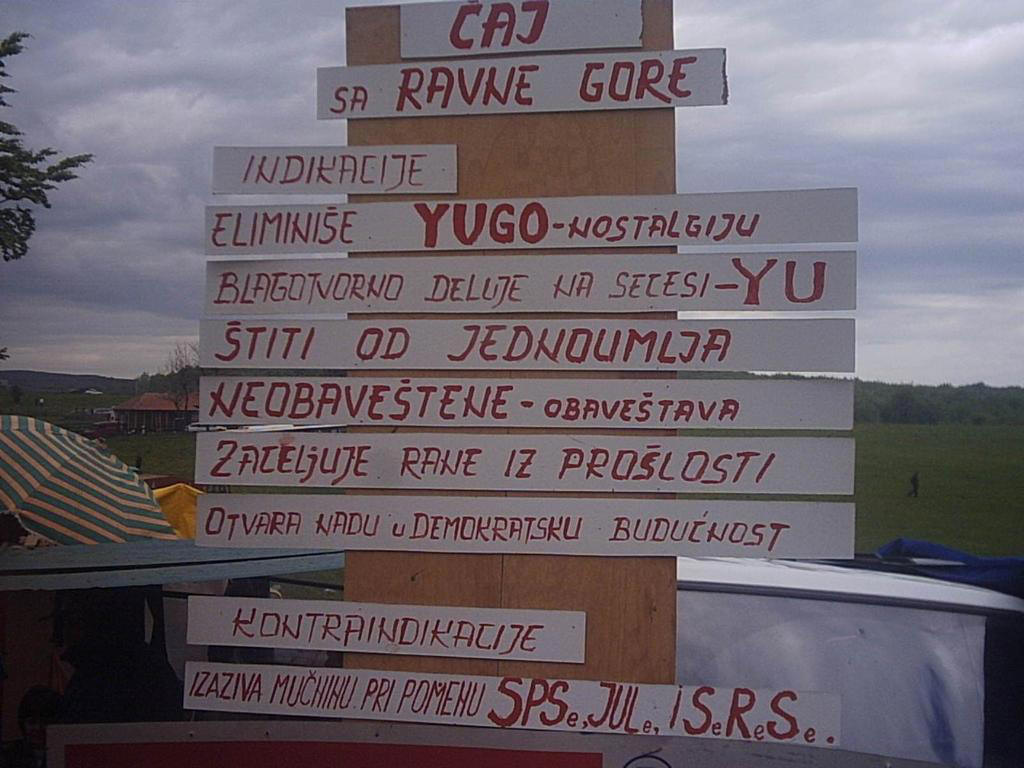 ČAJ
SA RAVNE GORE
INDIKACIJE
ELIMINIŠE YUGO-NOSTALGIJU
BLAGOTVORNO DELUJE NA SECESI-YU
ŠTITI OD JEDNOUMLJA
NEOBAVEŠTENE - OBAVEŠTAVA
ZACELJUJE RANE IZ PROŠLOSTI
OTVARA NADU U DEMOKRATSKU BUDUĆNOST
KONTRAINDIKACIJE
IZAZIVA MUČNINU PRI POMENU SPSe, JULe, i SeReSe.